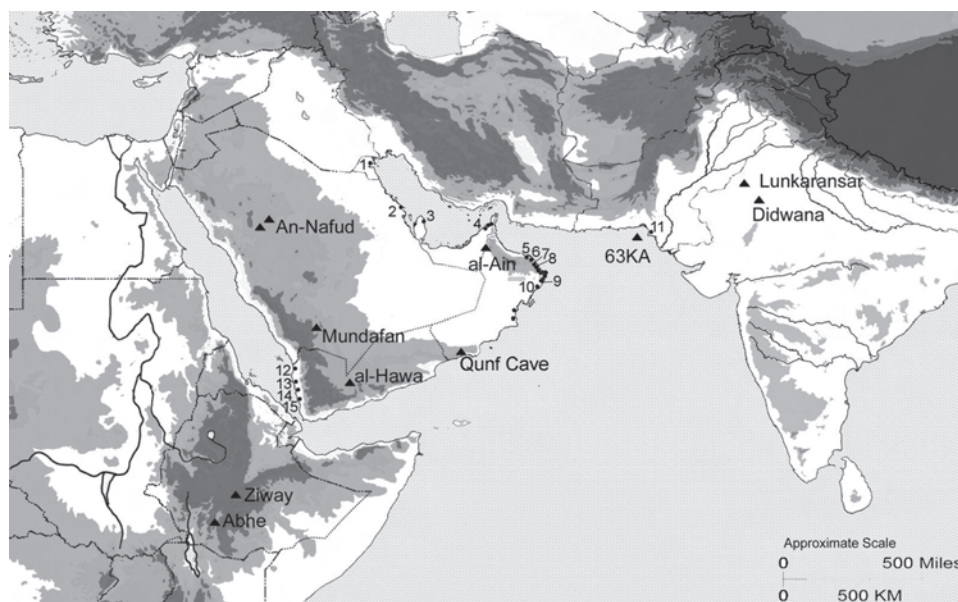 Lunkaransar
Didwana
1
2
3
An-Nafud
4
11
63KA
al-Ain
5
6
7
8
9
10
Mundafan
Qunf Cave
al-Hawa
12
13
14
15
Ziway
Abhe
Approximate Scale
0 500 Miles
0 500 KM